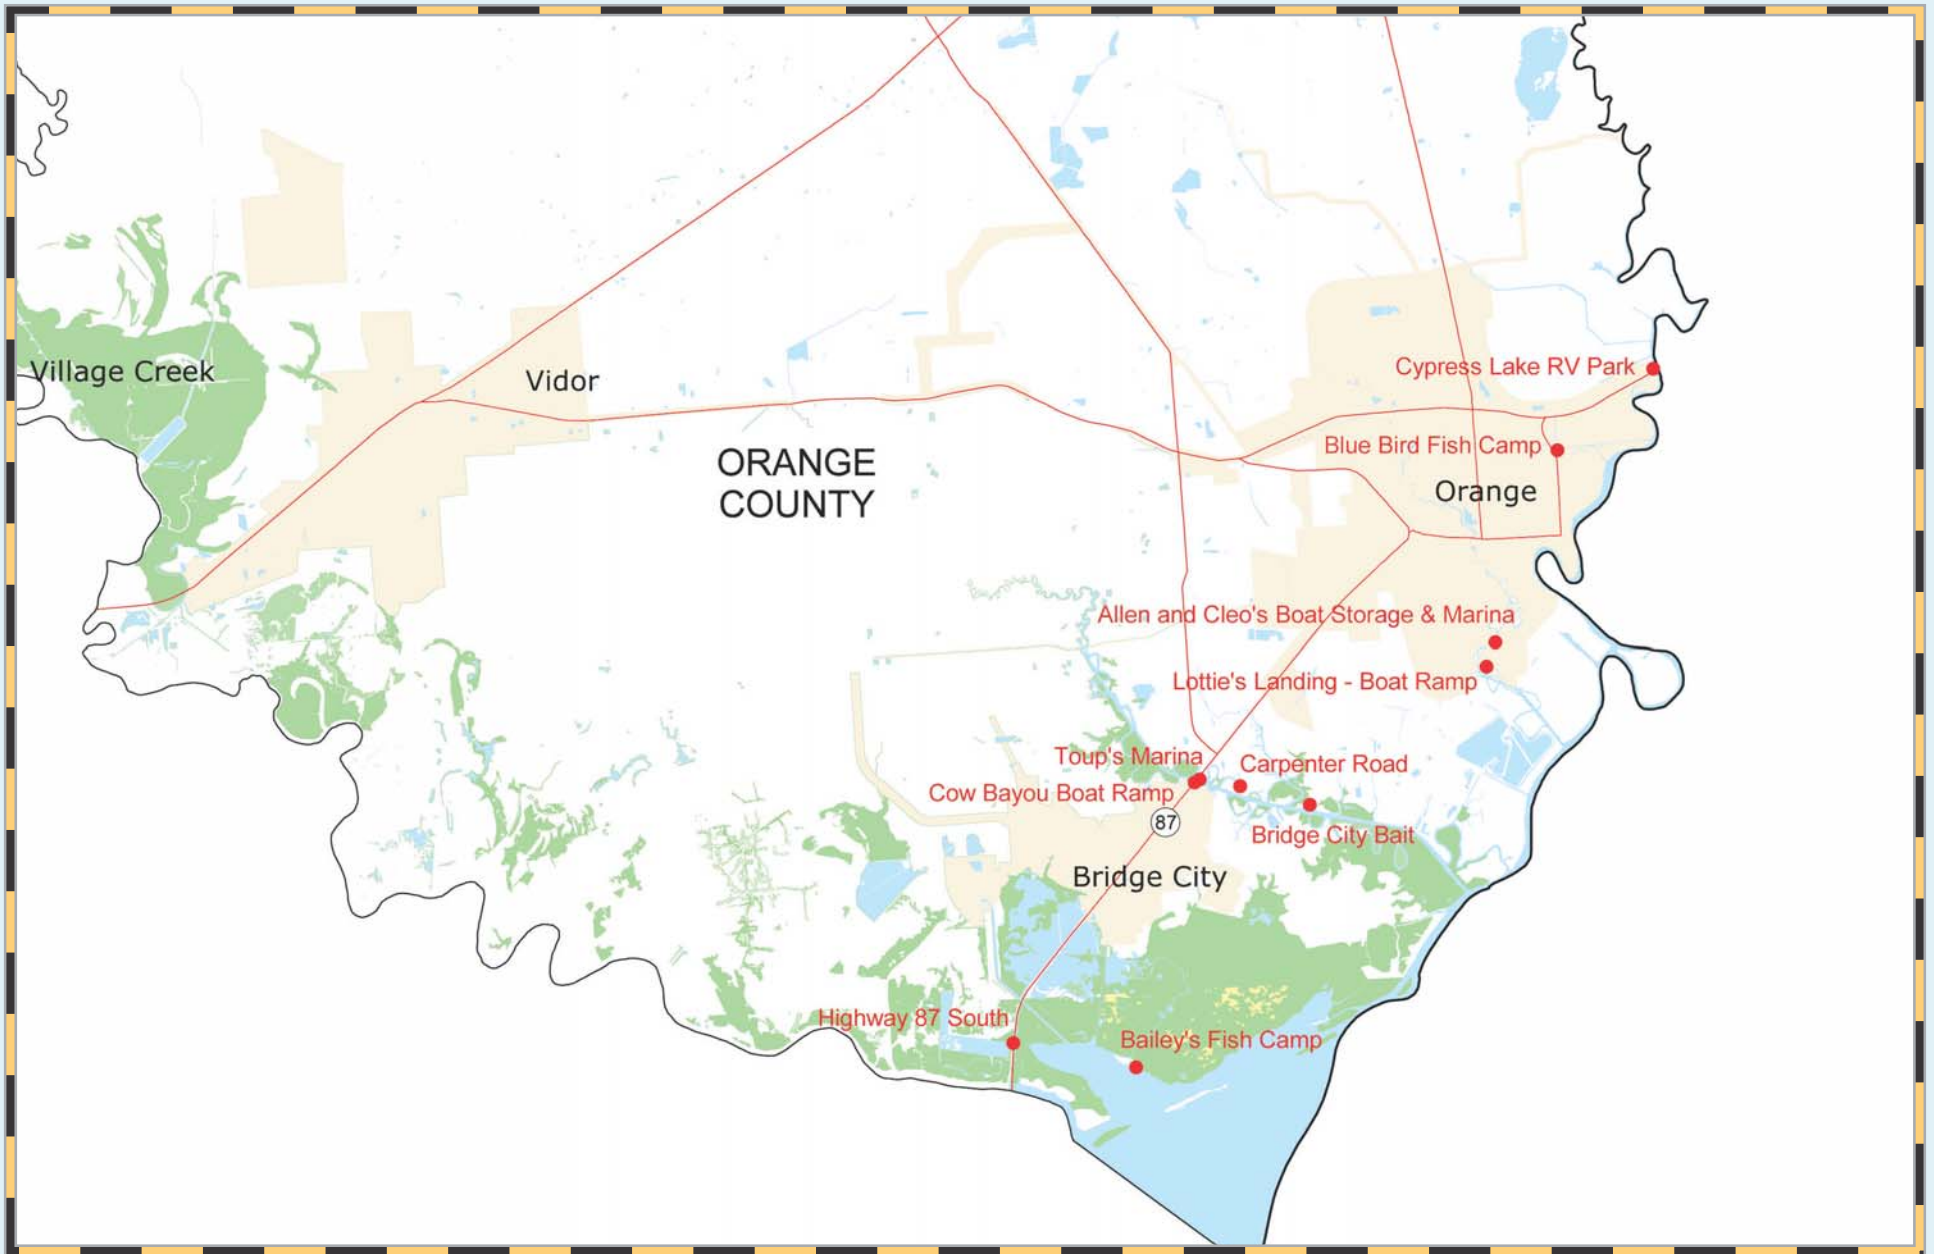 Village Creek
Vidor
Cypress Lake RV Park
Blue Bird Fish Camp
ORANGE
COUNTY
Orange
Allen and Cleo's Boat Storage & Marina
Lottie's Landing - Boat Ramp
Toup's Marina
Carpenter Road
Cow Bayou Boat Ramp
87
Bridge City Bait
Bridge City
Highway 87 South
Bailey's Fish Camp